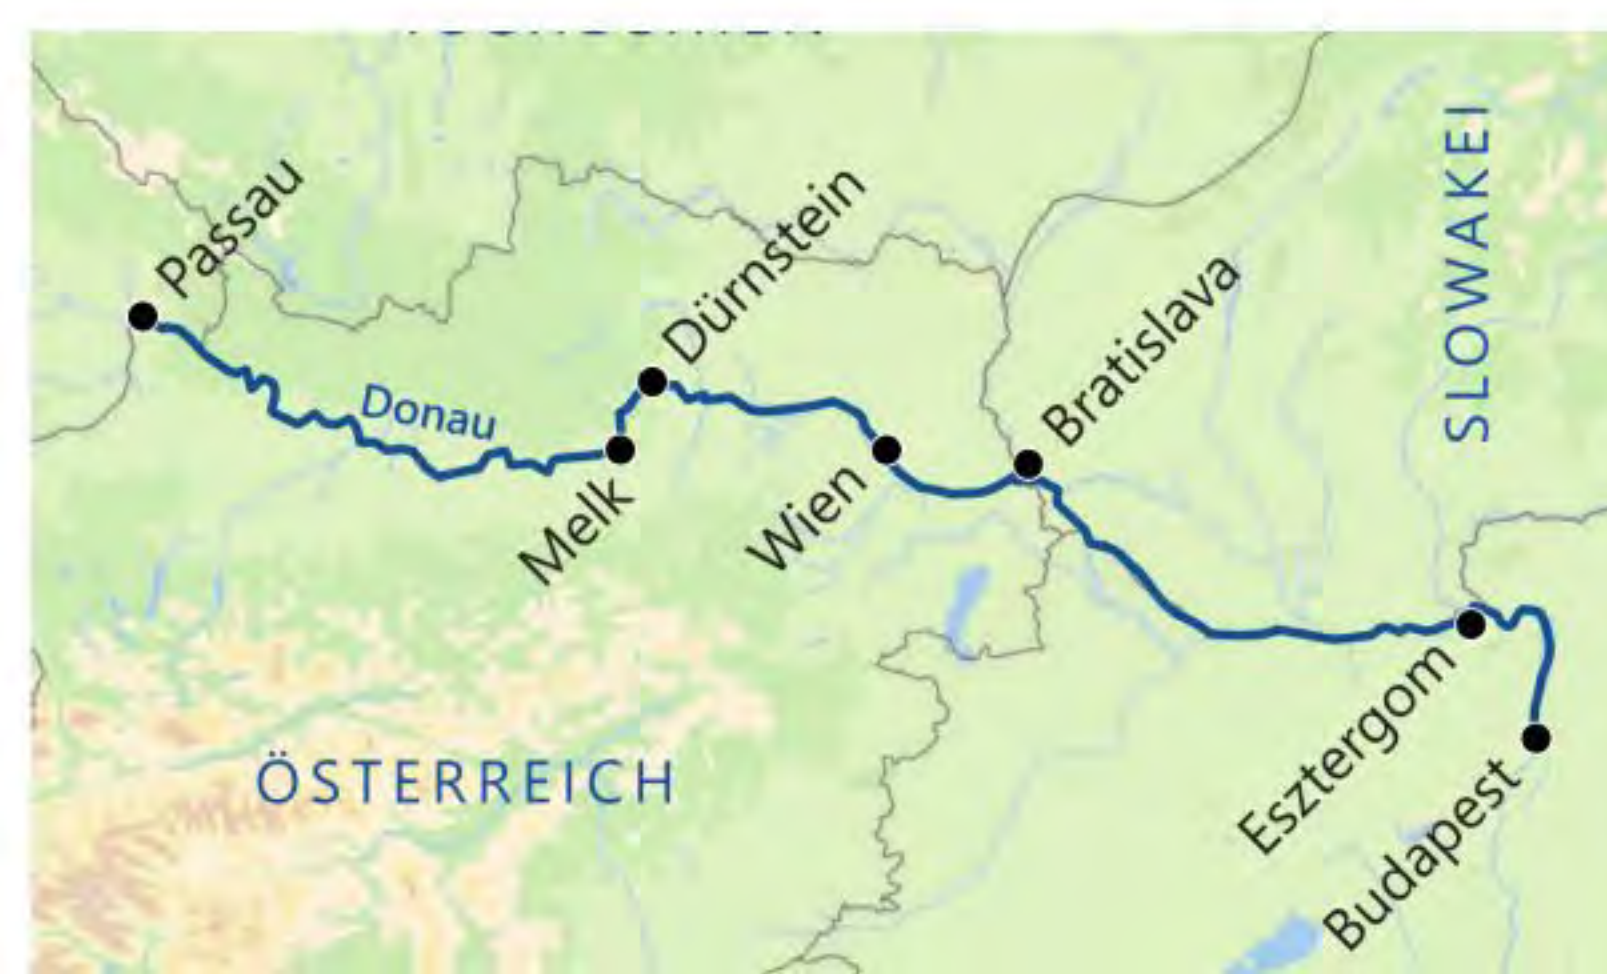 Passau
Dürnstein
Bratislava
SLOWAKEI
Donau
Melk
Wien
Esztergom
ÖSTERREICH
Budapest